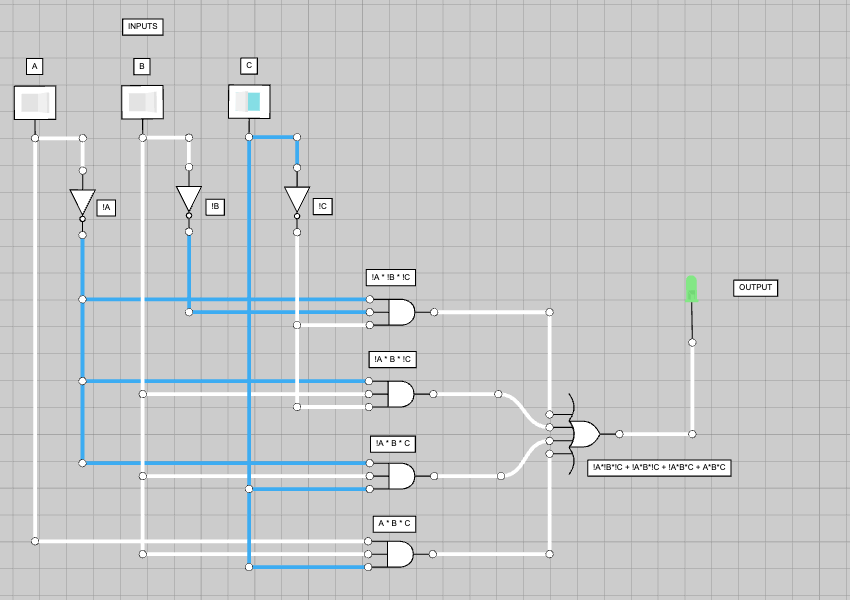 INPUTS
A
B
C
!A
!B
!C
!A * !B * !C
OUTPUT
!A * B * !C
!A * B * C
!A*!B*!C + !A*B*!C + !A*B*C + A*B*C
A * B * C